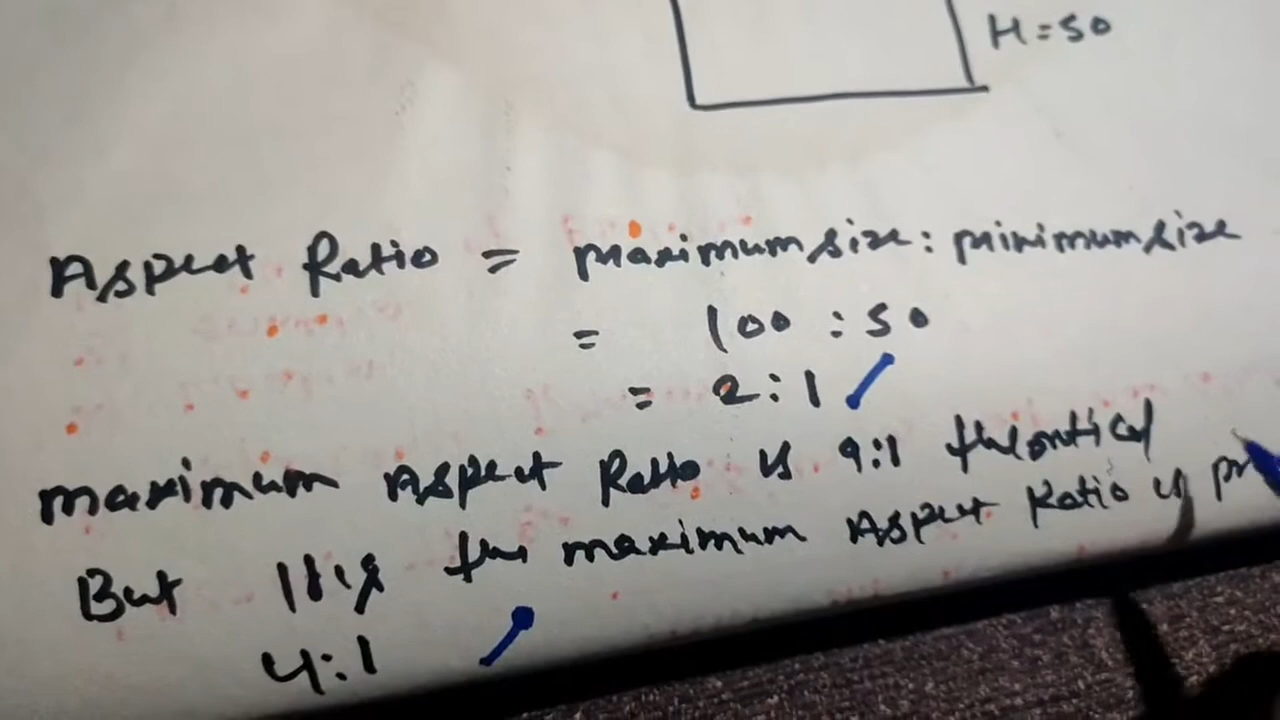 H=50
Aspect Ratio = maximum size : minimum size
= 100 : 50
= 2:1
maximum Aspect Ratio is 9:1 theoritical
But the maximum Aspect Ratio is
4:1